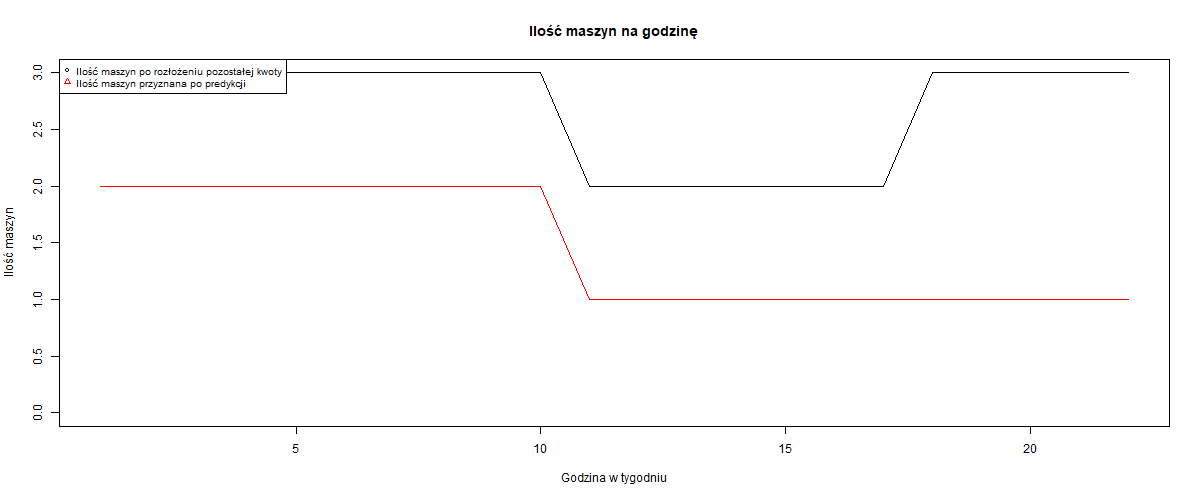 Ilość maszyn na godzinę
Ilość maszyn po rozłożeniu pozostałej kwoty
Ilość maszyn przyznana po predykcji
Ilość maszyn
3.0
2.5
2.0
1.5
1.0
0.5
0.0
5 10 15 20
Godzina w tygodniu